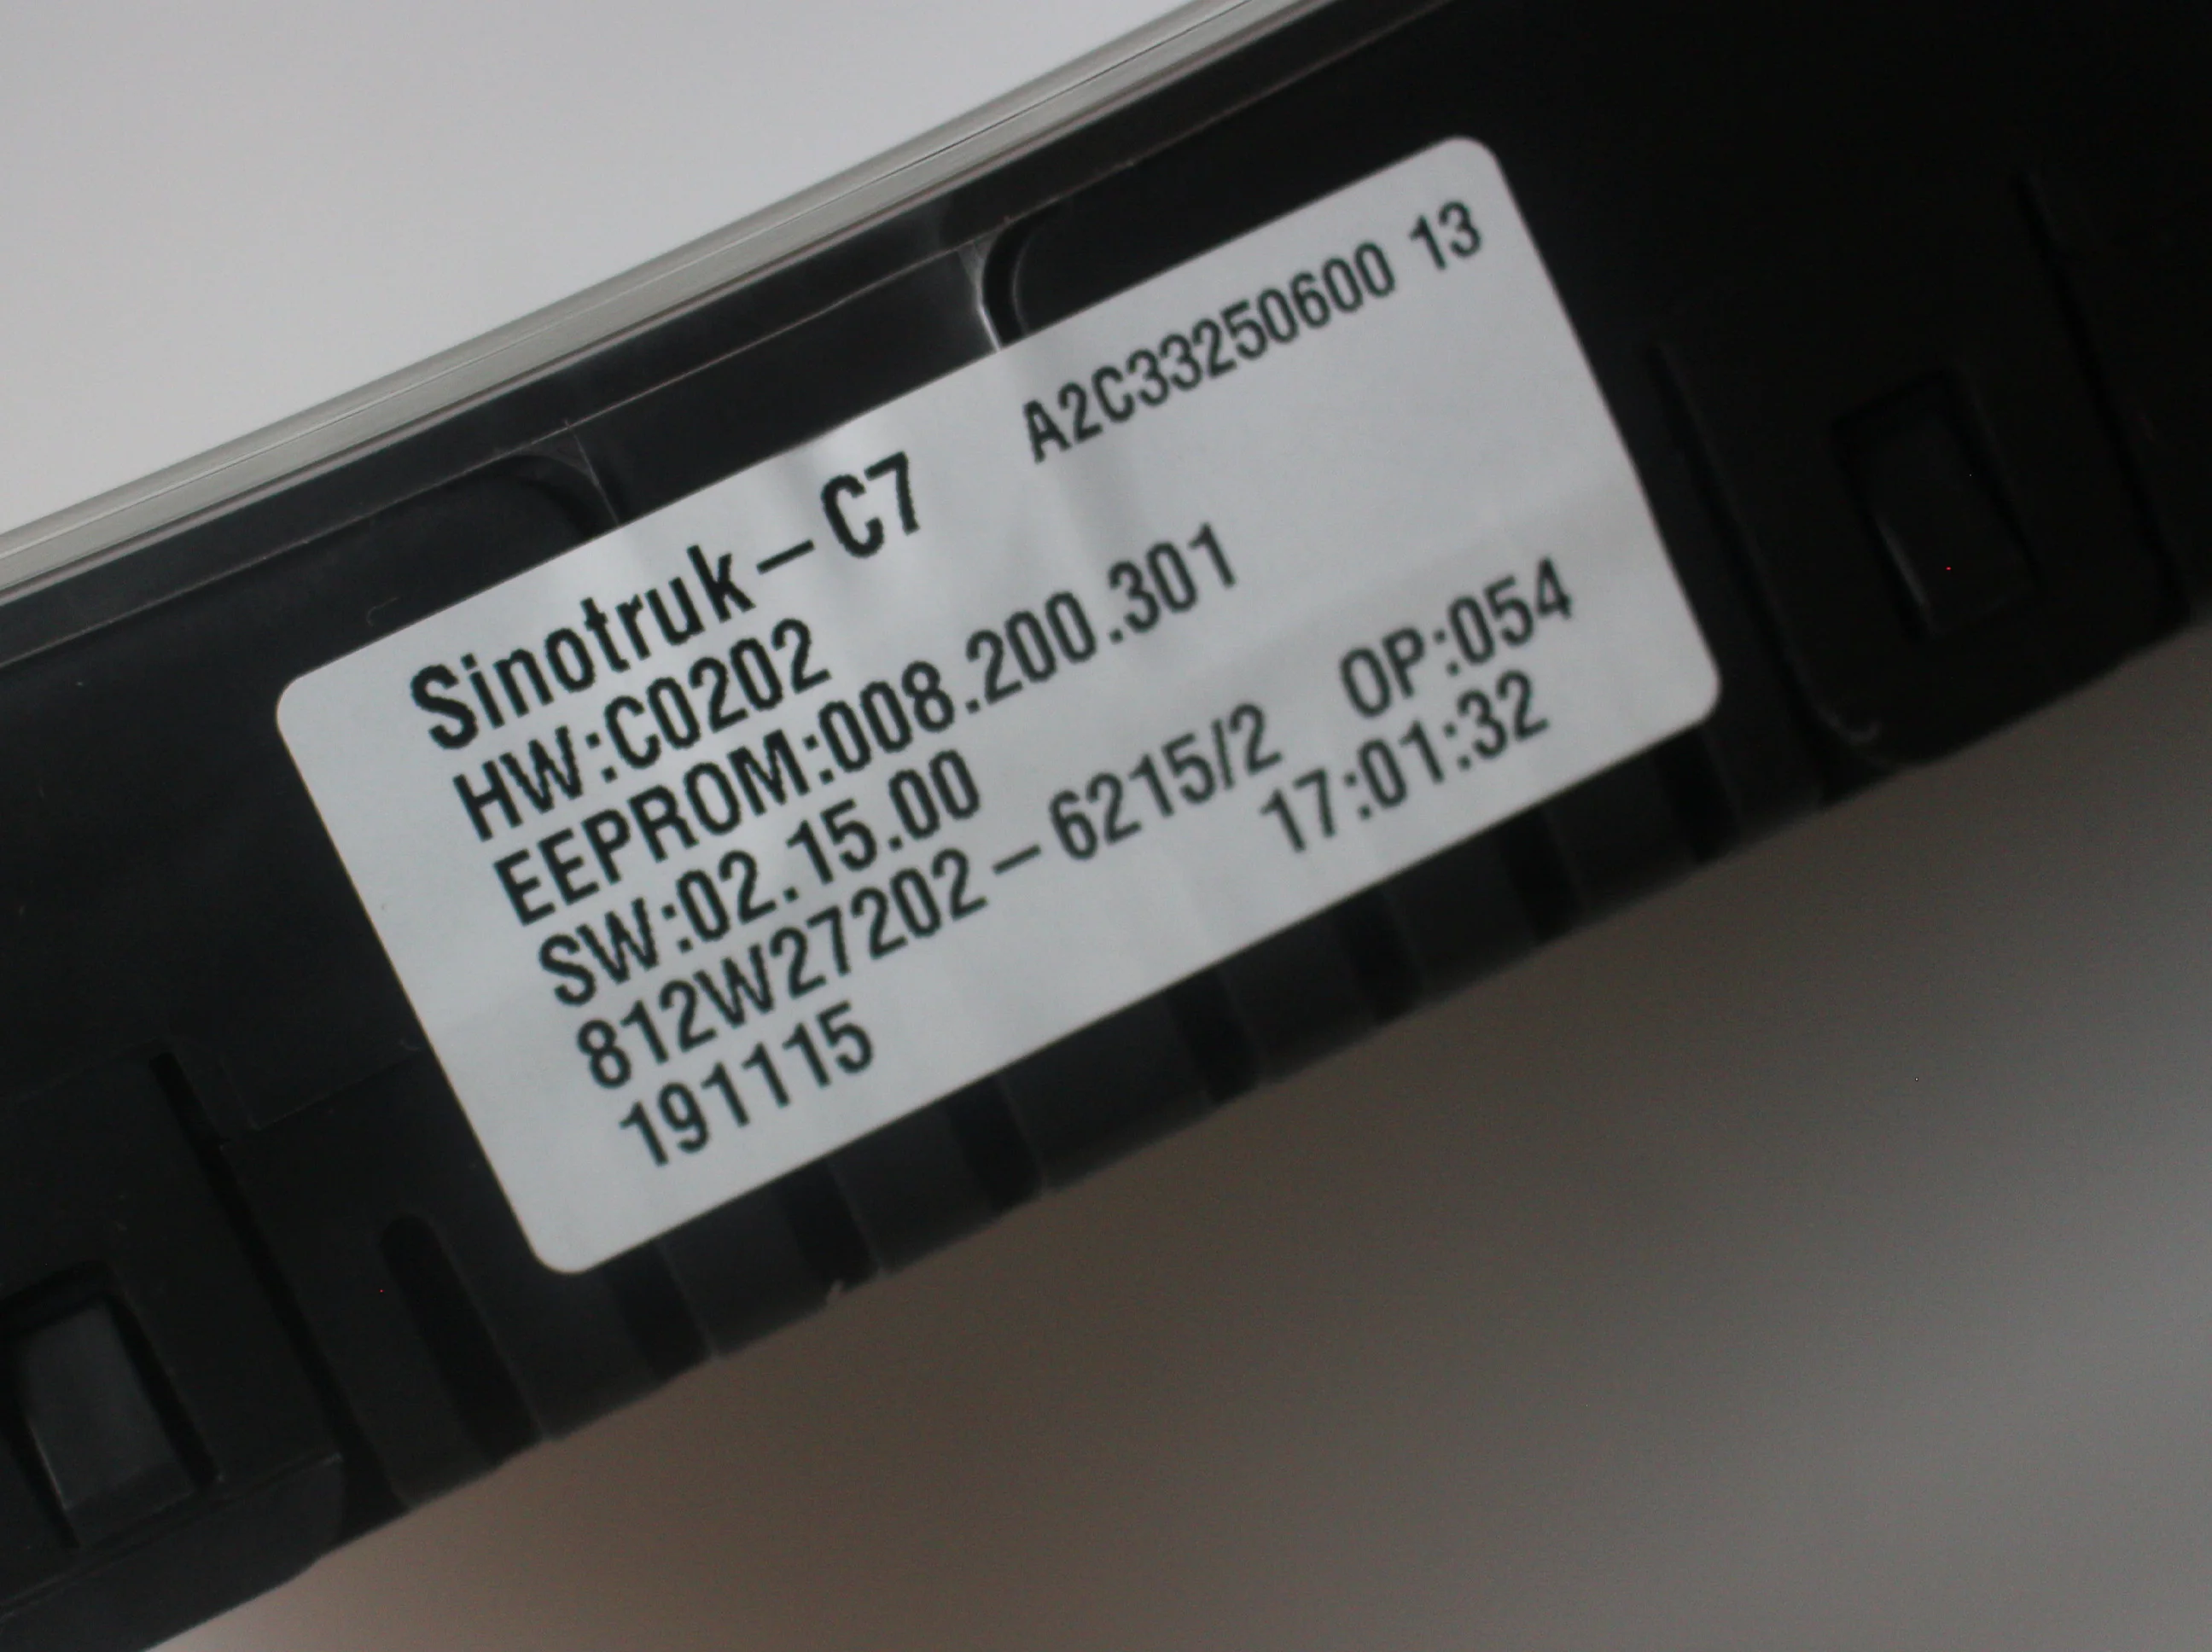 Sinotruk-C7 A2C33250600 13
HW:C0202
EEPROM:008.200.301
SW:02.15.00
812W27202-6215/2 OP:054
191115 17:01:32